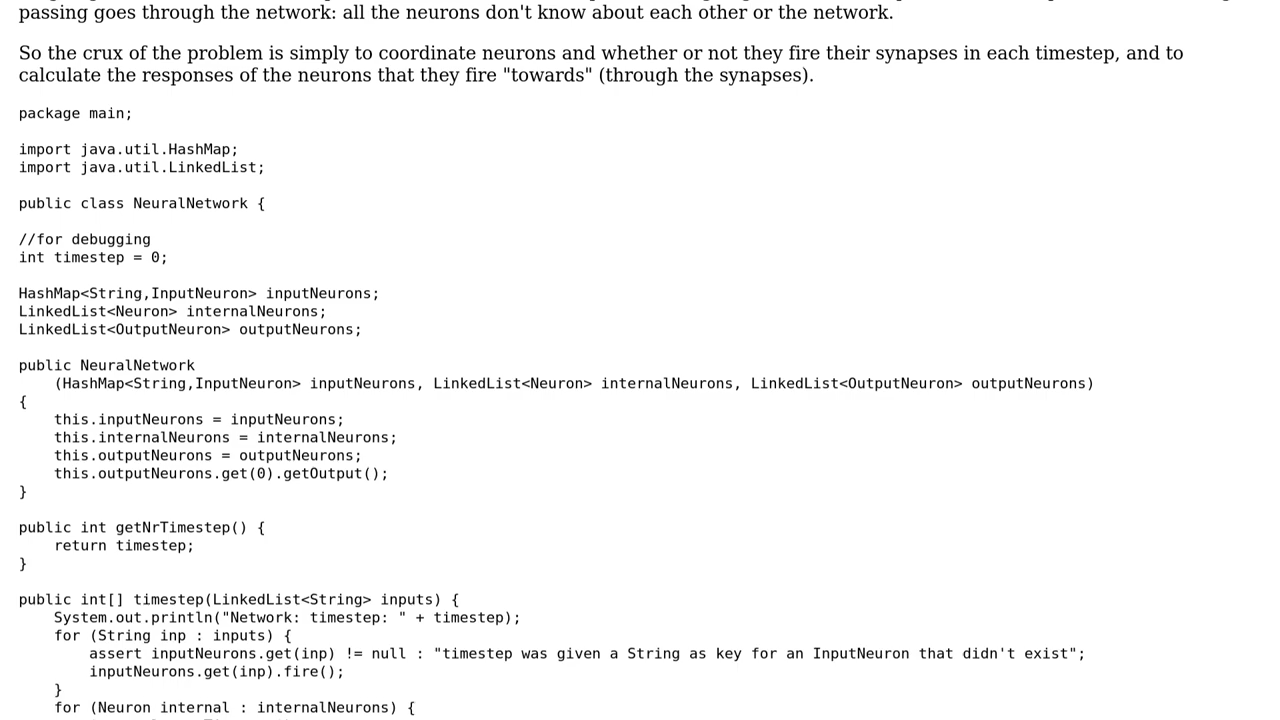 passing goes through the network: all the neurons don't know about each other or the network.
So the crux of the problem is simply to coordinate neurons and whether or not they fire their synapses in each timestep, and to
calculate the responses of the neurons that they fire "towards" (through the synapses).
package main;
import java.util.HashMap;
import java.util.LinkedList;
public class NeuralNetwork {
//for debugging
int timestep = 0;
HashMap<String,InputNeuron> inputNeurons;
LinkedList<Neuron> internalNeurons;
LinkedList<OutputNeuron> outputNeurons;
public NeuralNetwork
    (HashMap<String,InputNeuron> inputNeurons, LinkedList<Neuron> internalNeurons, LinkedList<OutputNeuron> outputNeurons)
{
    this.inputNeurons = inputNeurons;
    this.internalNeurons = internalNeurons;
    this.outputNeurons = outputNeurons;
    this.outputNeurons.get(0).getOutput();
}
public int getNrTimestep() {
    return timestep;
}
public int[] timestep(LinkedList<String> inputs) {
    System.out.println("Network: timestep: " + timestep);
    for (String inp : inputs) {
        assert inputNeurons.get(inp) != null : "timestep was given a String as key for an InputNeuron that didn't exist";
        inputNeurons.get(inp).fire();
    }
    for (Neuron internal : internalNeurons) {